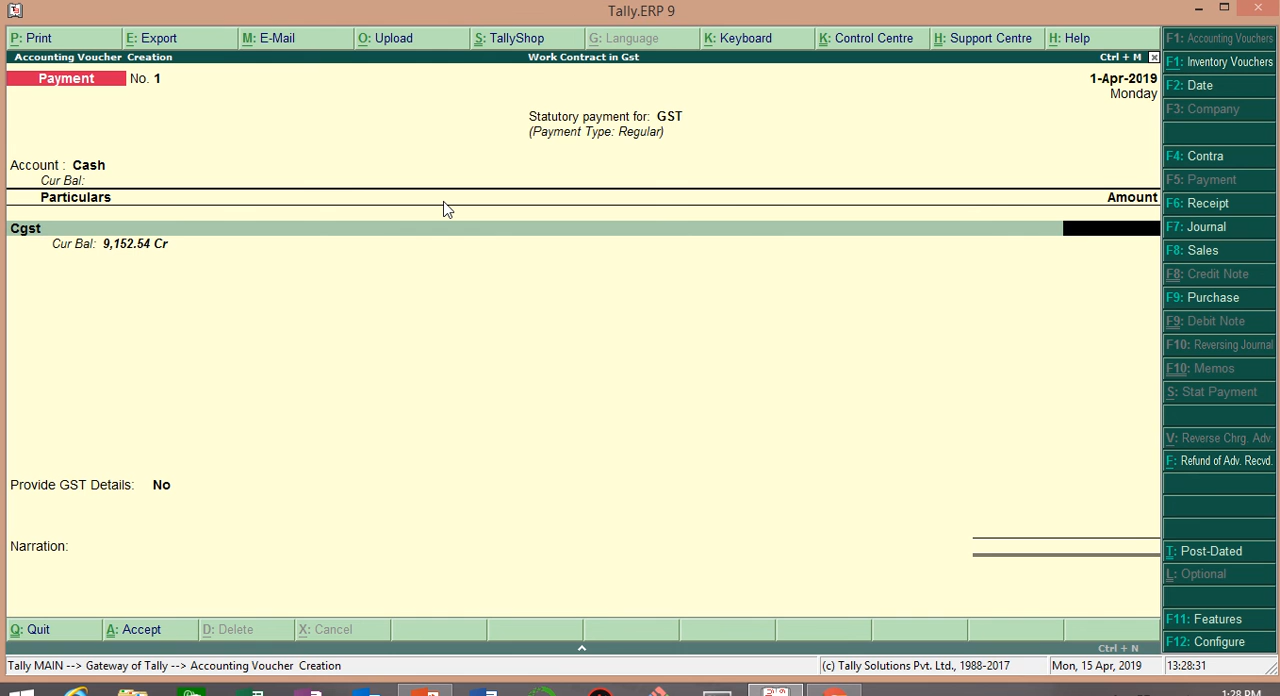 Tally.ERP 9
P: Print E: Export M: E-Mail O: Upload S: TallyShop G: Language K: Keyboard K: Control Centre H: Support Centre H: Help
Accounting Voucher Creation Work Contract in Gst Ctrl + M
Payment No. 1 1-Apr-2019
Monday
Statutory payment for: GST
(Payment Type: Regular)
Account : Cash
Cur Bal:
Particulars Amount
Cgst
Cur Bal: 9,152.54 Cr
Provide GST Details: No
Narration:
F1: Accounting Vouchers
F1: Inventory Vouchers
F2: Date
F3: Company
F4: Contra
F5: Payment
F6: Receipt
F7: Journal
F8: Sales
F8: Credit Note
F9: Purchase
F9: Debit Note
F10: Reversing Journal
F10: Memos
S: Stat Payment
V: Reverse Chrg. Adv.
F: Refund of Adv. Recvd.
T: Post-Dated
L: Optional
F11: Features
F12: Configure
Q: Quit A: Accept D: Delete X: Cancel
Ctrl + N
Tally MAIN --> Gateway of Tally --> Accounting Voucher Creation (c) Tally Solutions Pvt. Ltd., 1988-2017 Mon, 15 Apr, 2019 13:28:31
1:28 PM